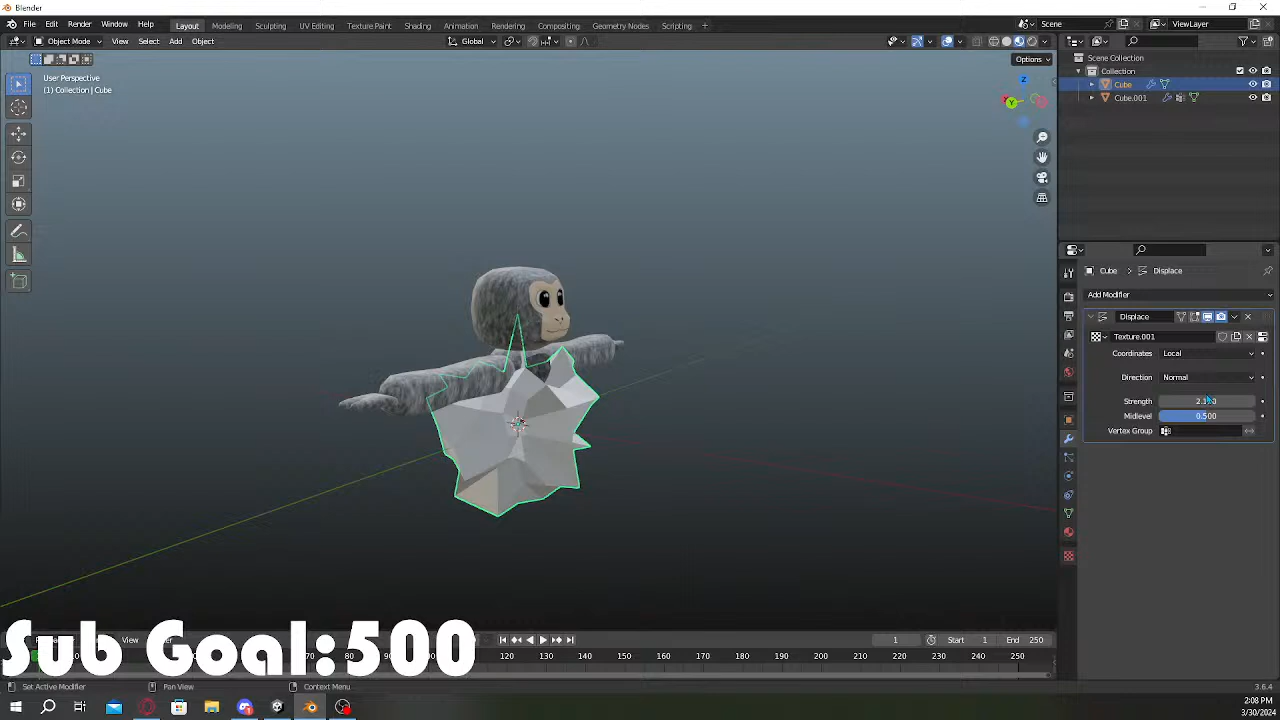 Blender
File Edit Render Window Help Layout Modeling Sculpting UV Editing Texture Paint Shading Animation Rendering Compositing Geometry Nodes Scripting + Scene ViewLayer
Object Mode View Select Add Object Global
Options
User Perspective
(1) Collection | Cube
Scene Collection
Collection
Cube
Cube.001
Cube > Displace
Add Modifier
Displace
Texture.001
Coordinates Local
Direction Normal
Strength
Midlevel 0.500
Vertex Group
Z
Y
View
1 Start 1 End 250
120 130 140 150 160 170 180 190 200 210 220 230 240 250
Sub Goal:500
Set Active Modifier Pan View Context Menu 3.6.4
2:08 PM
3/30/2024